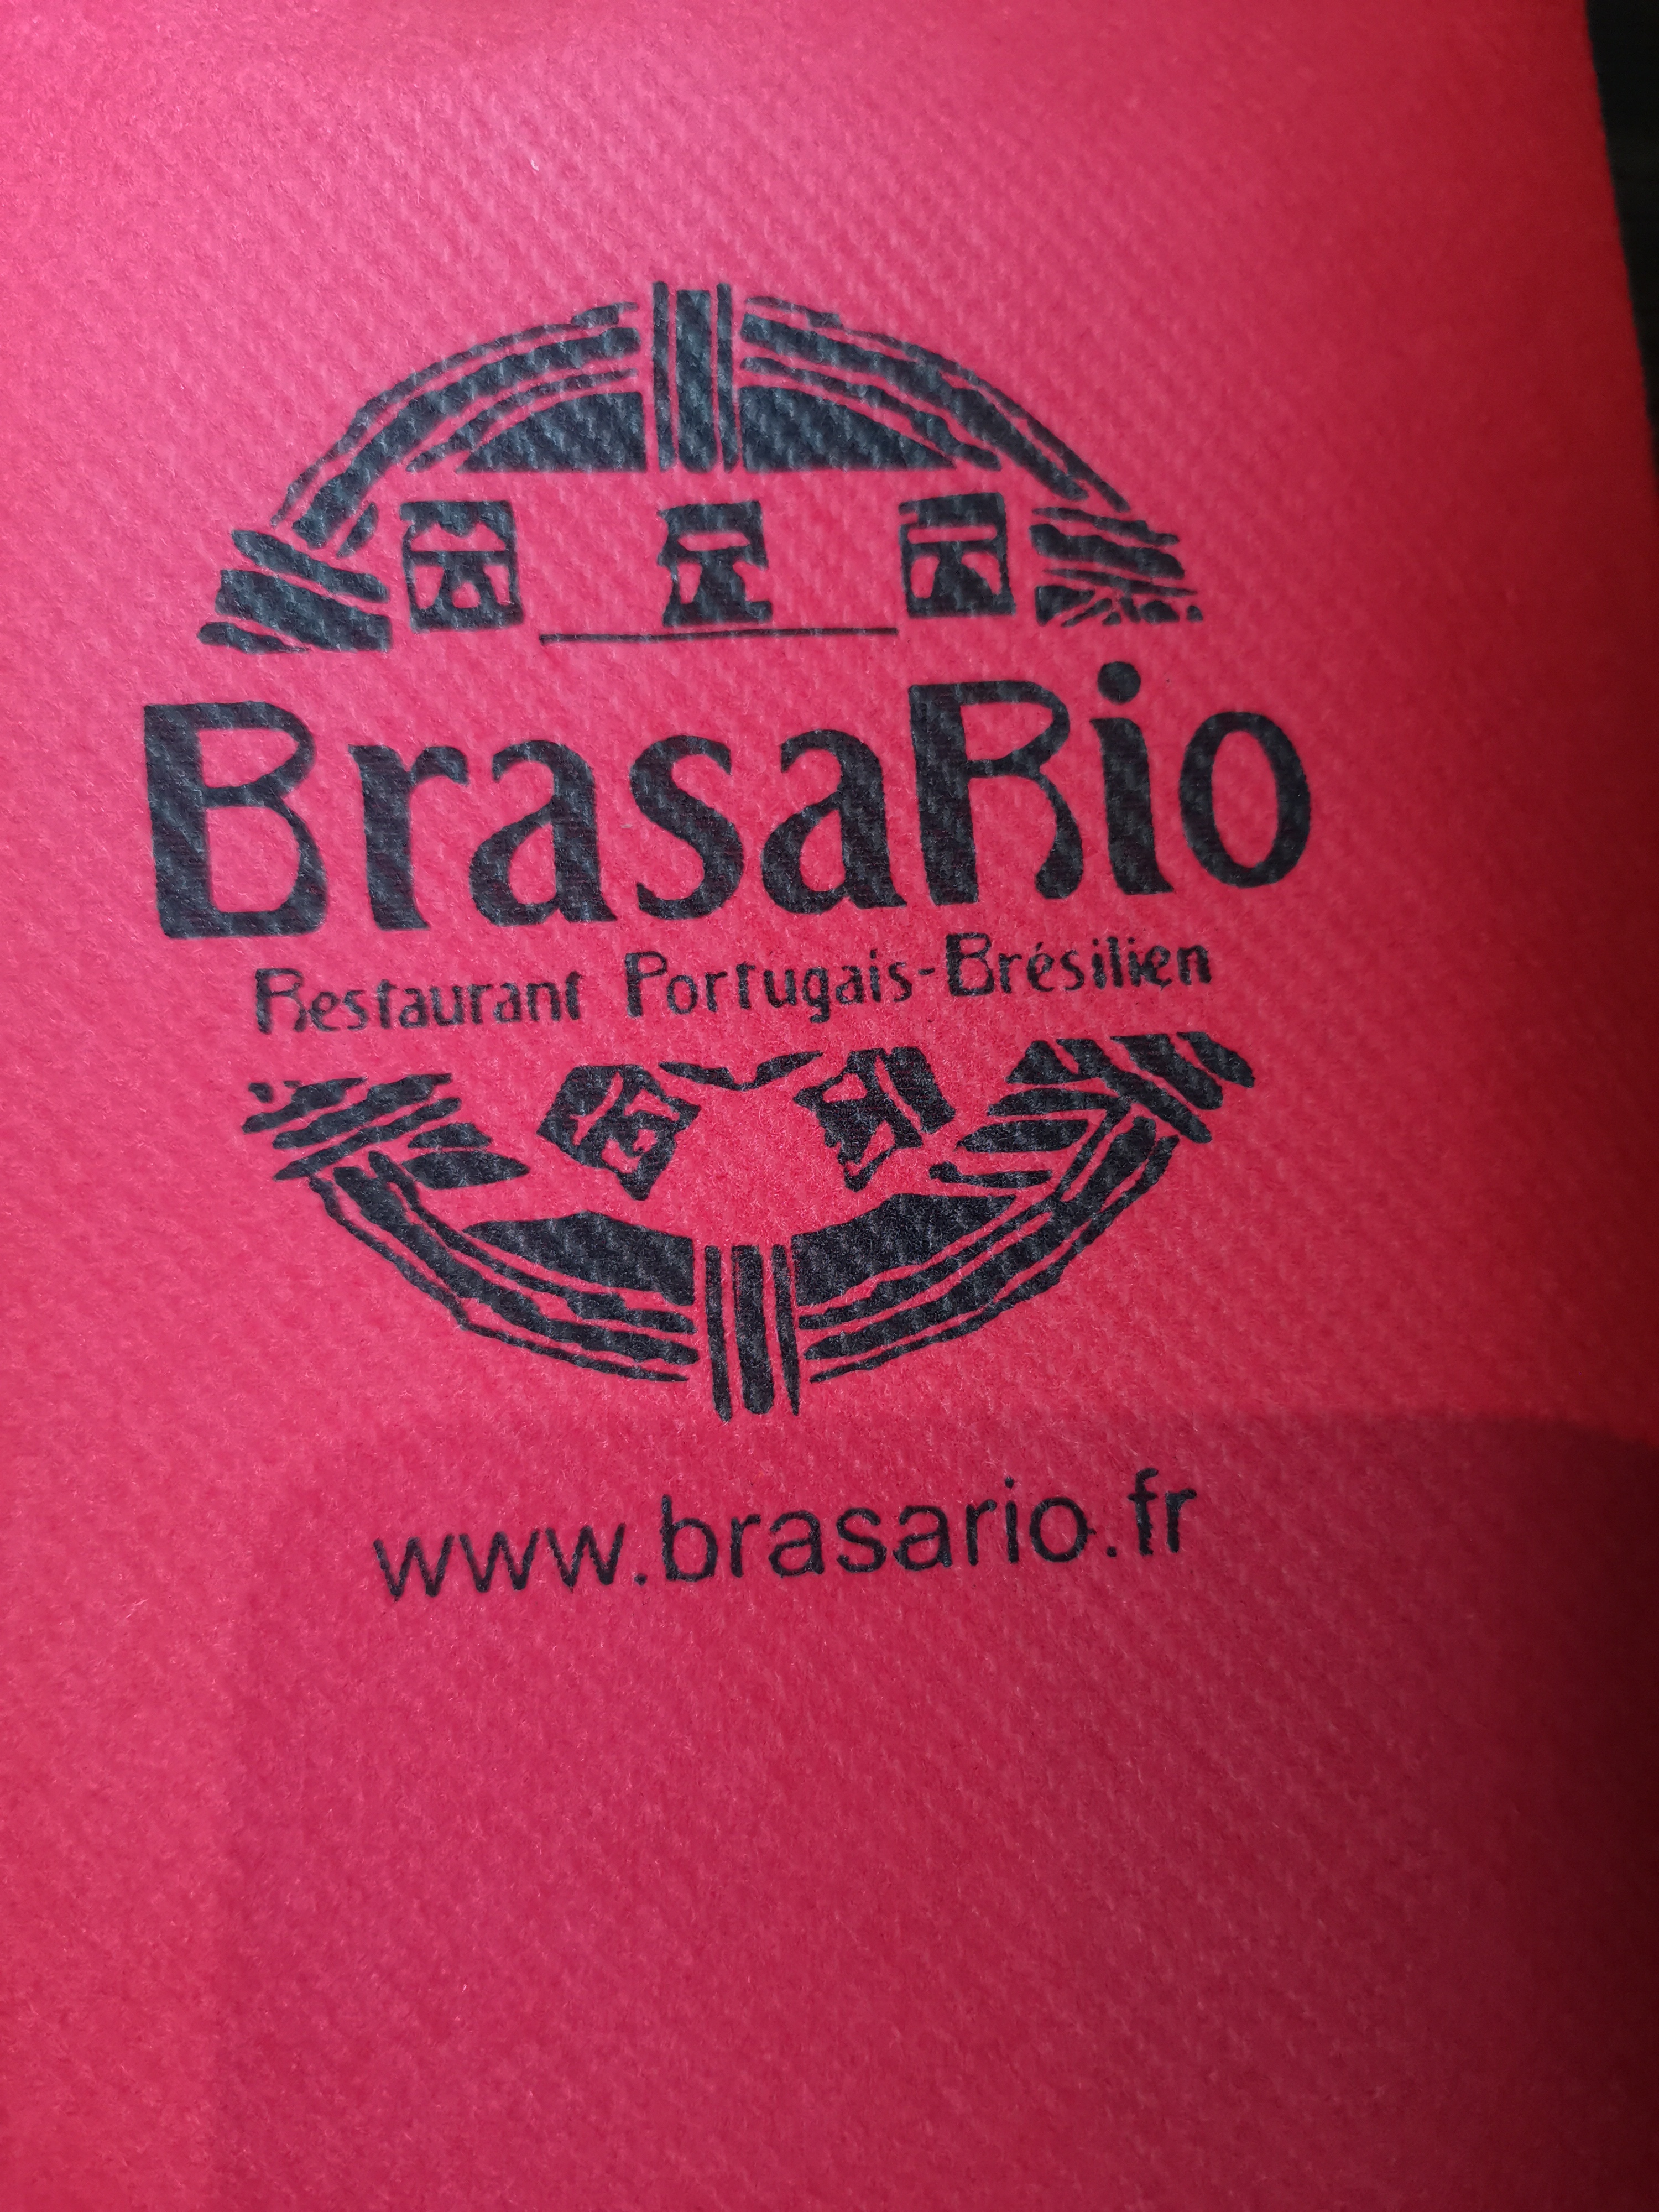 BrasaRio
Restaurant Portugais-Brésilien
www.brasario.fr